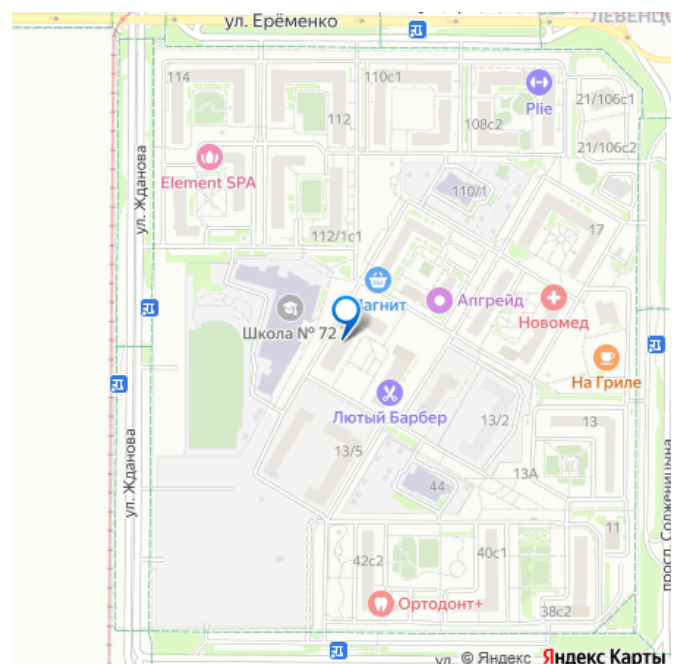 ул. Ерёменко
114
110с1
Plie
21/106с1
112
108с2
21/106с2
Element SPA
ул. Жданова
110/1
112/1с1
17
Апгрейд
Новомед
Школа № 72
На Гриле
Лютый Барбер
13/2
13
13/5
13А
ул. Жданова
44
просп. Солженицына
11
42с2
40с1
Ортодонт+
38с2
ул.
© Яндекс Яндекс Карты